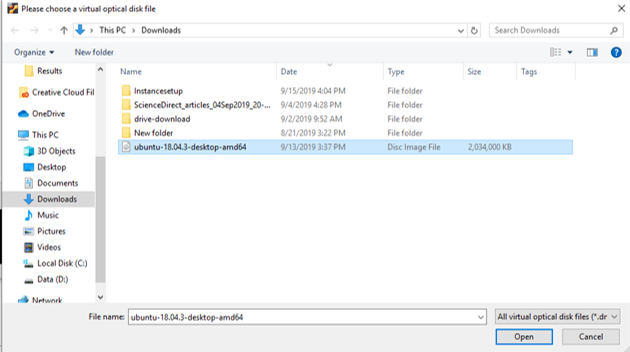 Please choose a virtual optical disk file
This PC > Downloads
Search Downloads
Organize
New folder
Results
Creative Cloud Fil
OneDrive
This PC
3D Objects
Desktop
Documents
Downloads
Music
Pictures
Videos
Local Disk (C:)
Data (D:)
Network
Name Date Type Size Tags
Instancesetup 9/15/2019 4:04 PM File folder
ScienceDirect_articles_04Sep2019_20-... 9/4/2019 4:28 PM File folder
drive-download 9/2/2019 9:52 AM File folder
New folder 8/21/2019 3:22 PM File folder
ubuntu-18.04.3-desktop-amd64 9/13/2019 3:37 PM Disc Image File 2,034,000 KB
File name: ubuntu-18.04.3-desktop-amd64 All virtual optical disk files (*.dr
Open Cancel